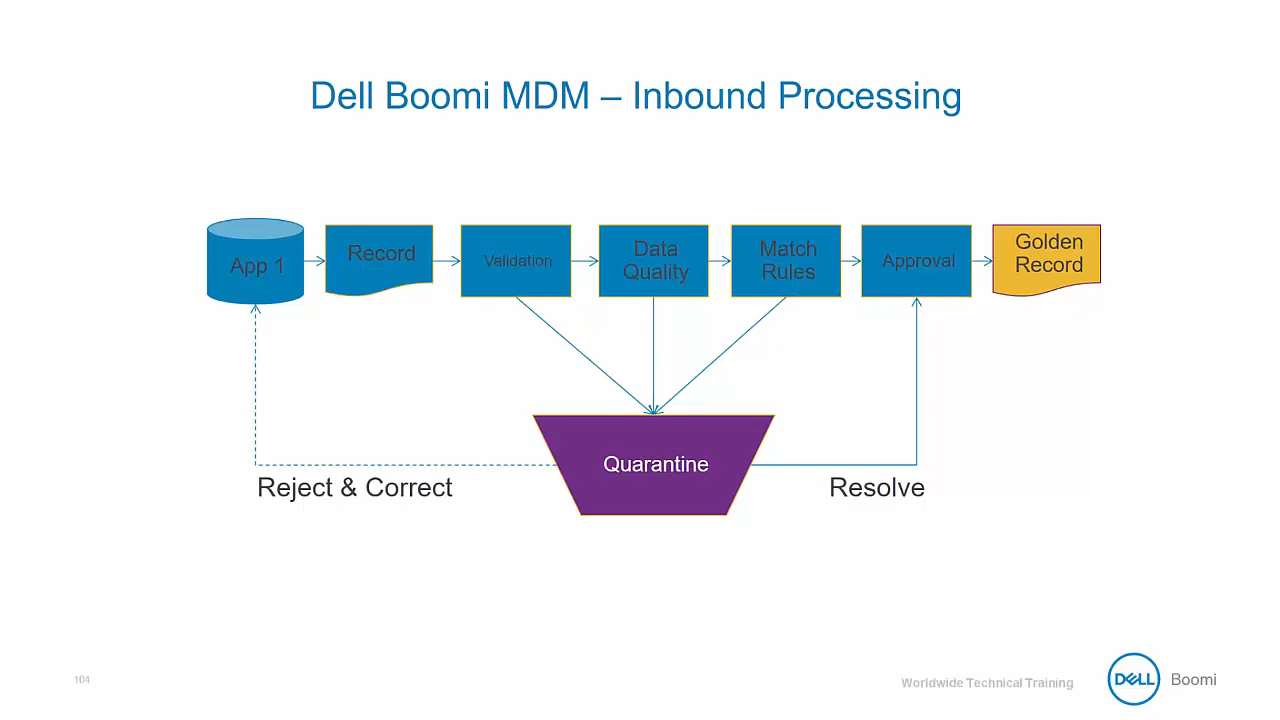 Dell Boomi MDM – Inbound Processing
App 1
Record
Validation
Data
Quality
Match
Rules
Approval
Golden
Record
Quarantine
Reject & Correct
Resolve
104
Worldwide Technical Training
DELL
Boomi